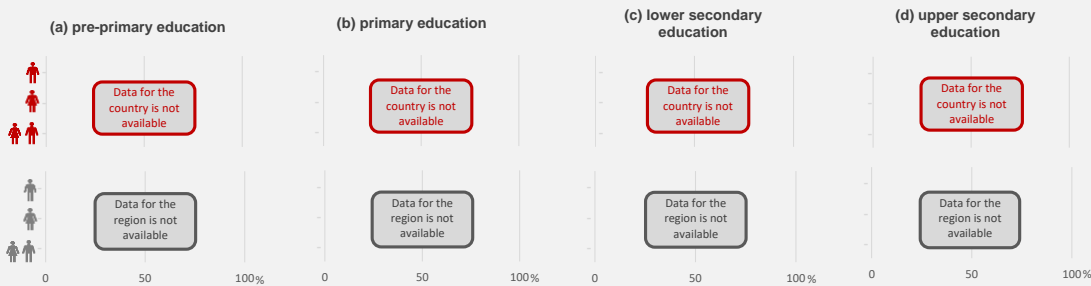 (a) pre-primary education
(b) primary education
(c) lower secondary
education
(d) upper secondary
education
Data for the
country is not
available
Data for the
country is not
available
Data for the
country is not
available
Data for the
country is not
available
Data for the
region is not
available
Data for the
region is not
available
Data for the
region is not
available
Data for the
region is not
available
0 50 100%
0 50 100%
0 50 100%
0 50 100%